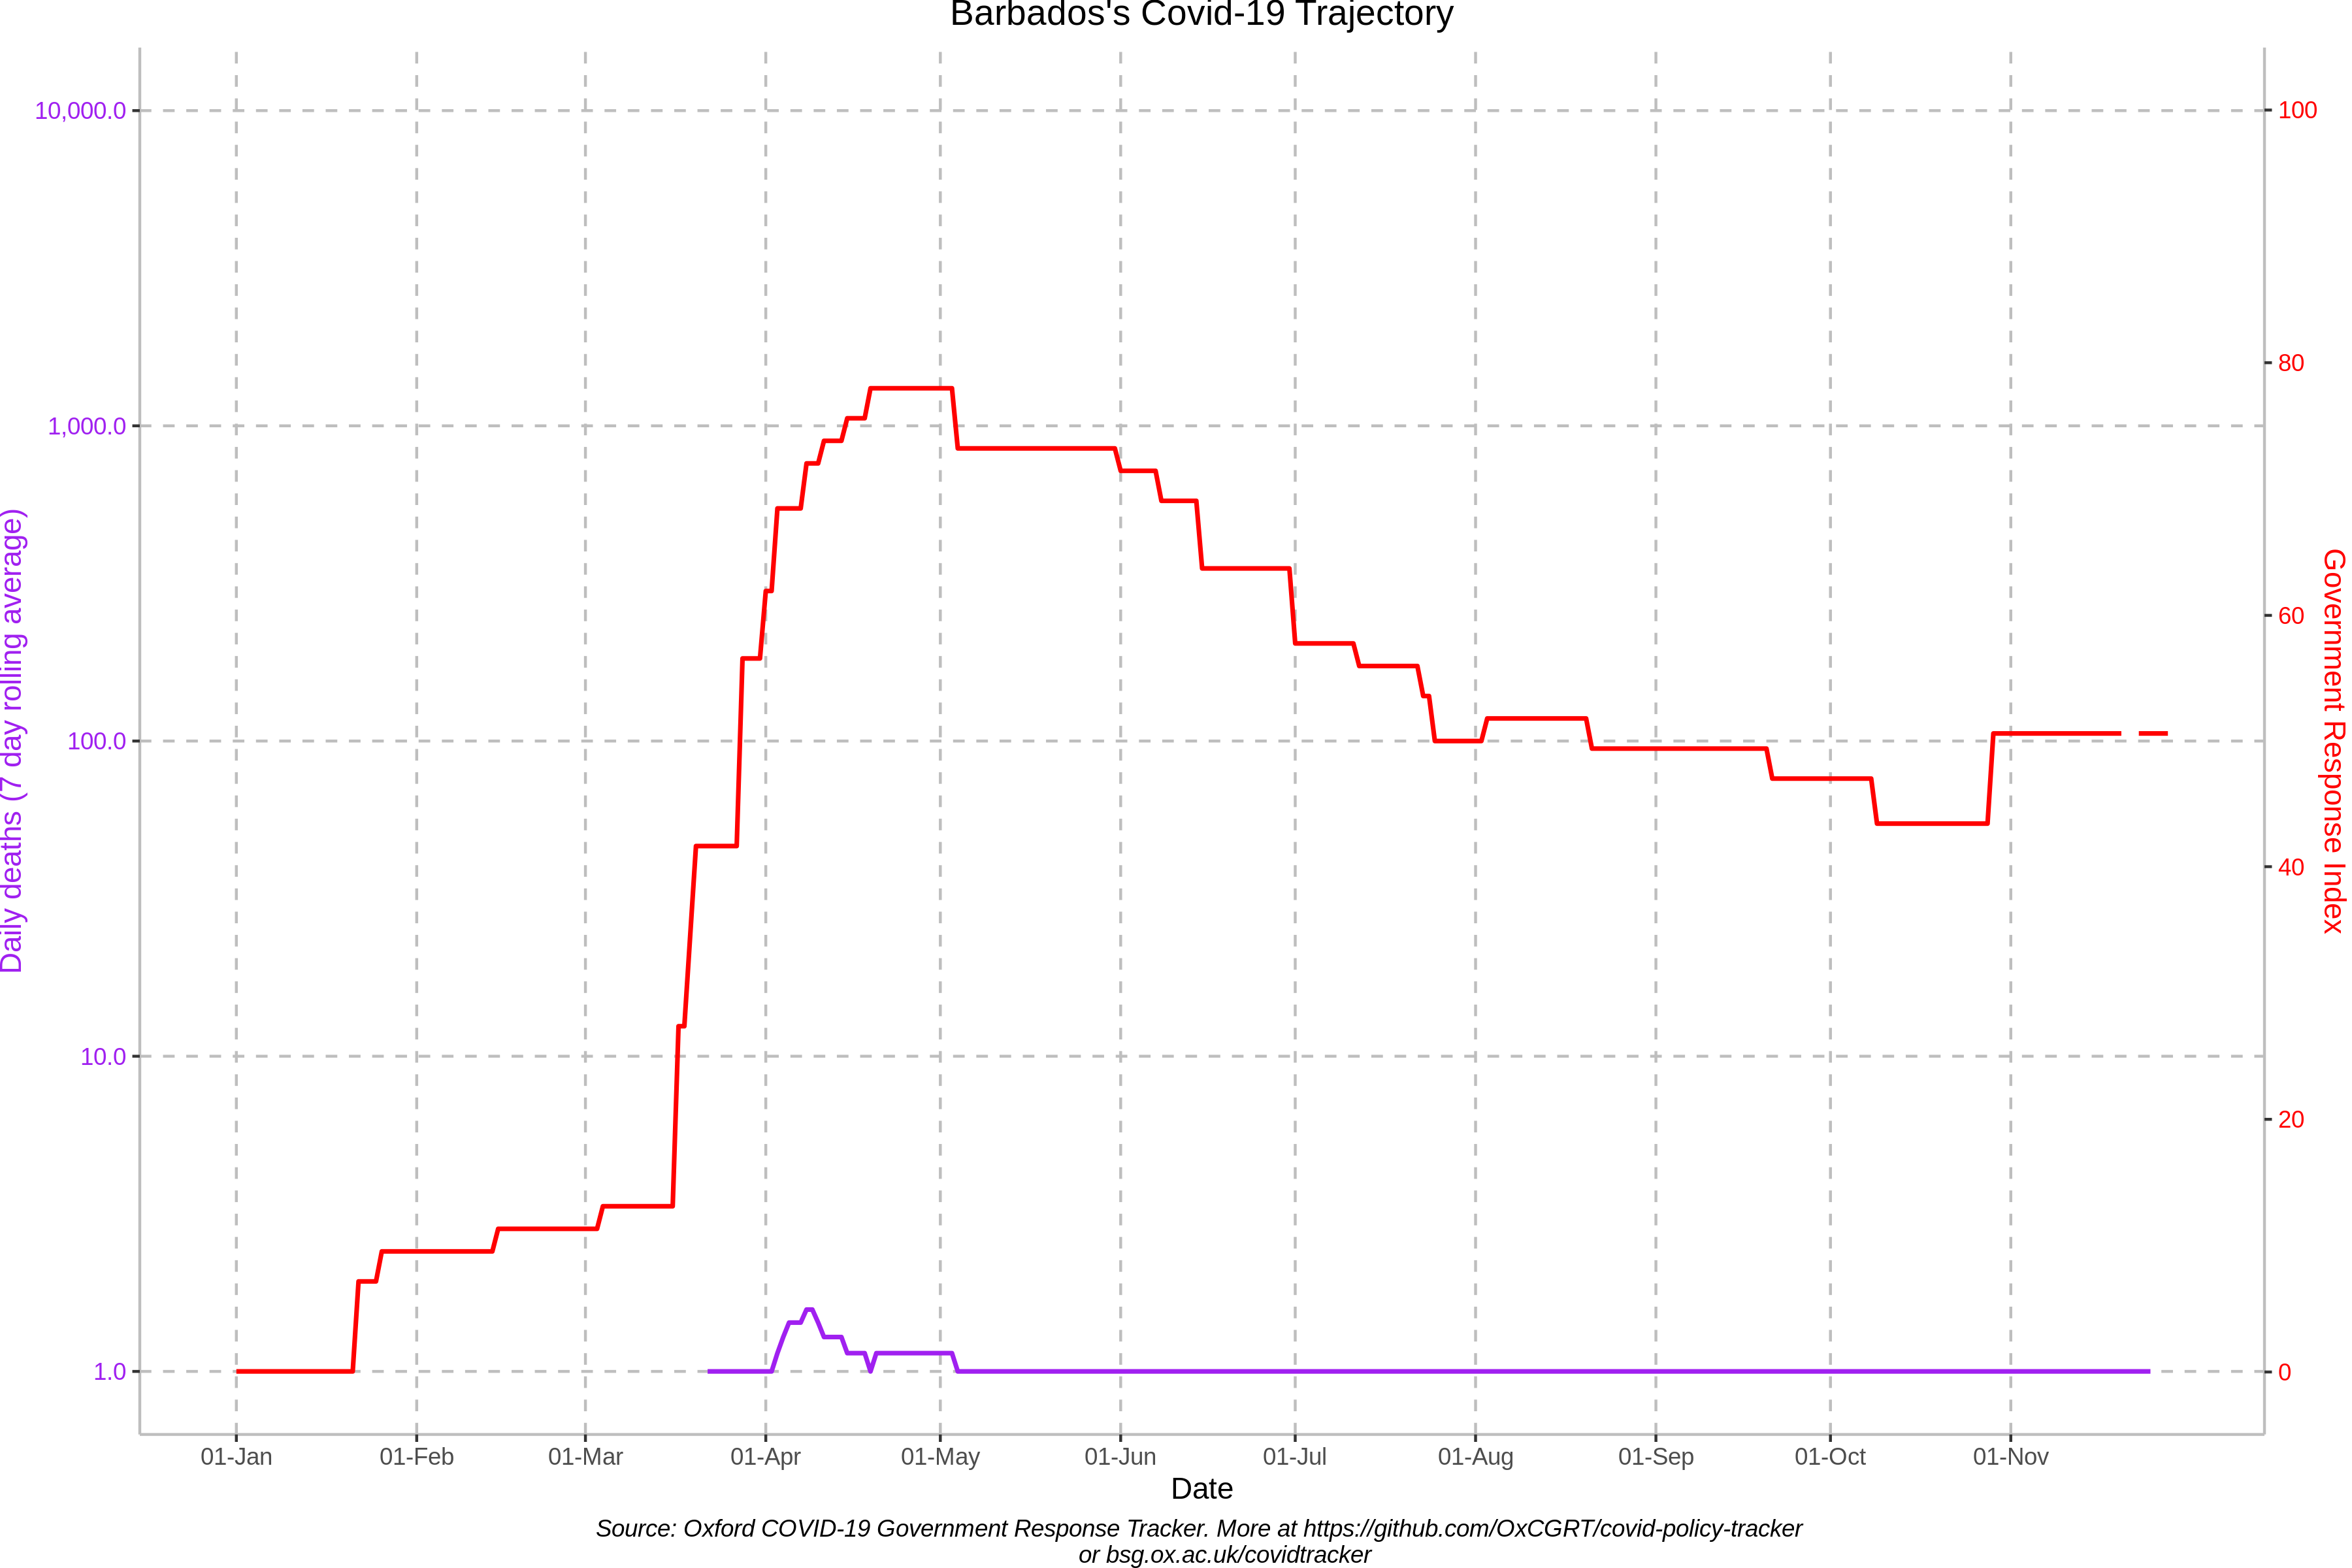 Barbados's Covid-19 Trajectory
10,000.0
1,000.0
100.0
10.0
1.0
Daily deaths (7 day rolling average)
100
80
60
40
20
0
Government Response Index
01-Jan 01-Feb 01-Mar 01-Apr 01-May 01-Jun 01-Jul 01-Aug 01-Sep 01-Oct 01-Nov
Date
Source: Oxford COVID-19 Government Response Tracker. More at https://github.com/OxCGRT/covid-policy-tracker
or bsg.ox.ac.uk/covidtracker